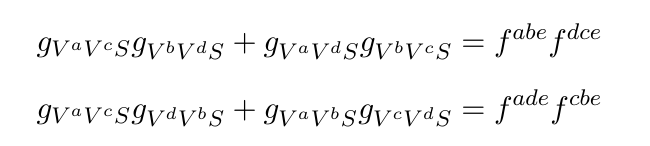 g_{V^a V^c S} g_{V^b V^d S} + g_{V^a V^d S} g_{V^b V^c S} = f^{abe} f^{dce}
g_{V^a V^c S} g_{V^d V^b S} + g_{V^a V^b S} g_{V^c V^d S} = f^{ade} f^{cbe}